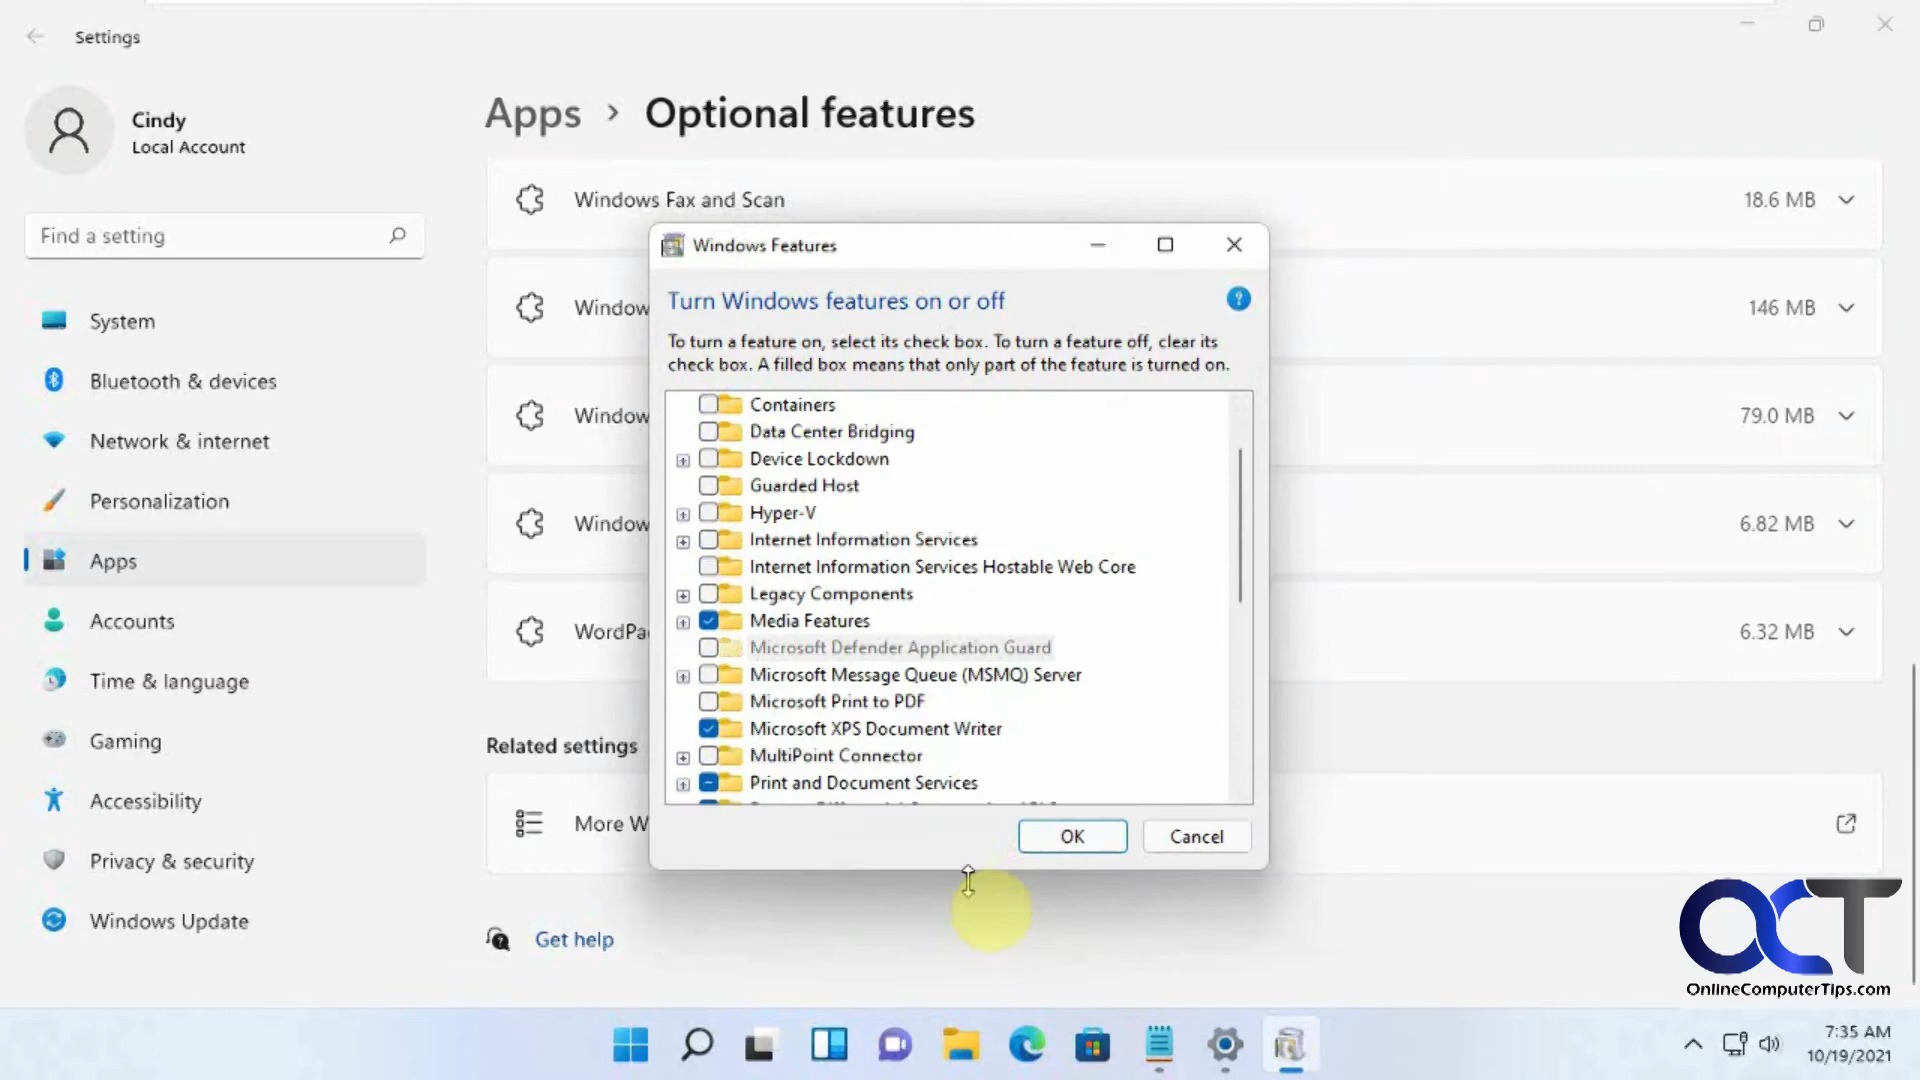 Settings
Cindy
Local Account
Find a setting
System
Bluetooth & devices
Network & internet
Personalization
Apps
Accounts
Time & language
Gaming
Accessibility
Privacy & security
Windows Update
Apps > Optional features
Windows Fax and Scan 18.6 MB
Window 146 MB
Window 79.0 MB
Window 6.82 MB
WordPa 6.32 MB
Related settings
More W
Get help
Windows Features
Turn Windows features on or off
?
To turn a feature on, select its check box. To turn a feature off, clear its
check box. A filled box means that only part of the feature is turned on.
Containers
Data Center Bridging
Device Lockdown
Guarded Host
Hyper-V
Internet Information Services
Internet Information Services Hostable Web Core
Legacy Components
Media Features
Microsoft Defender Application Guard
Microsoft Message Queue (MSMQ) Server
Microsoft Print to PDF
Microsoft XPS Document Writer
MultiPoint Connector
Print and Document Services
OK Cancel
OCT
OnlineComputerTips.com
7:35 AM
10/19/2021